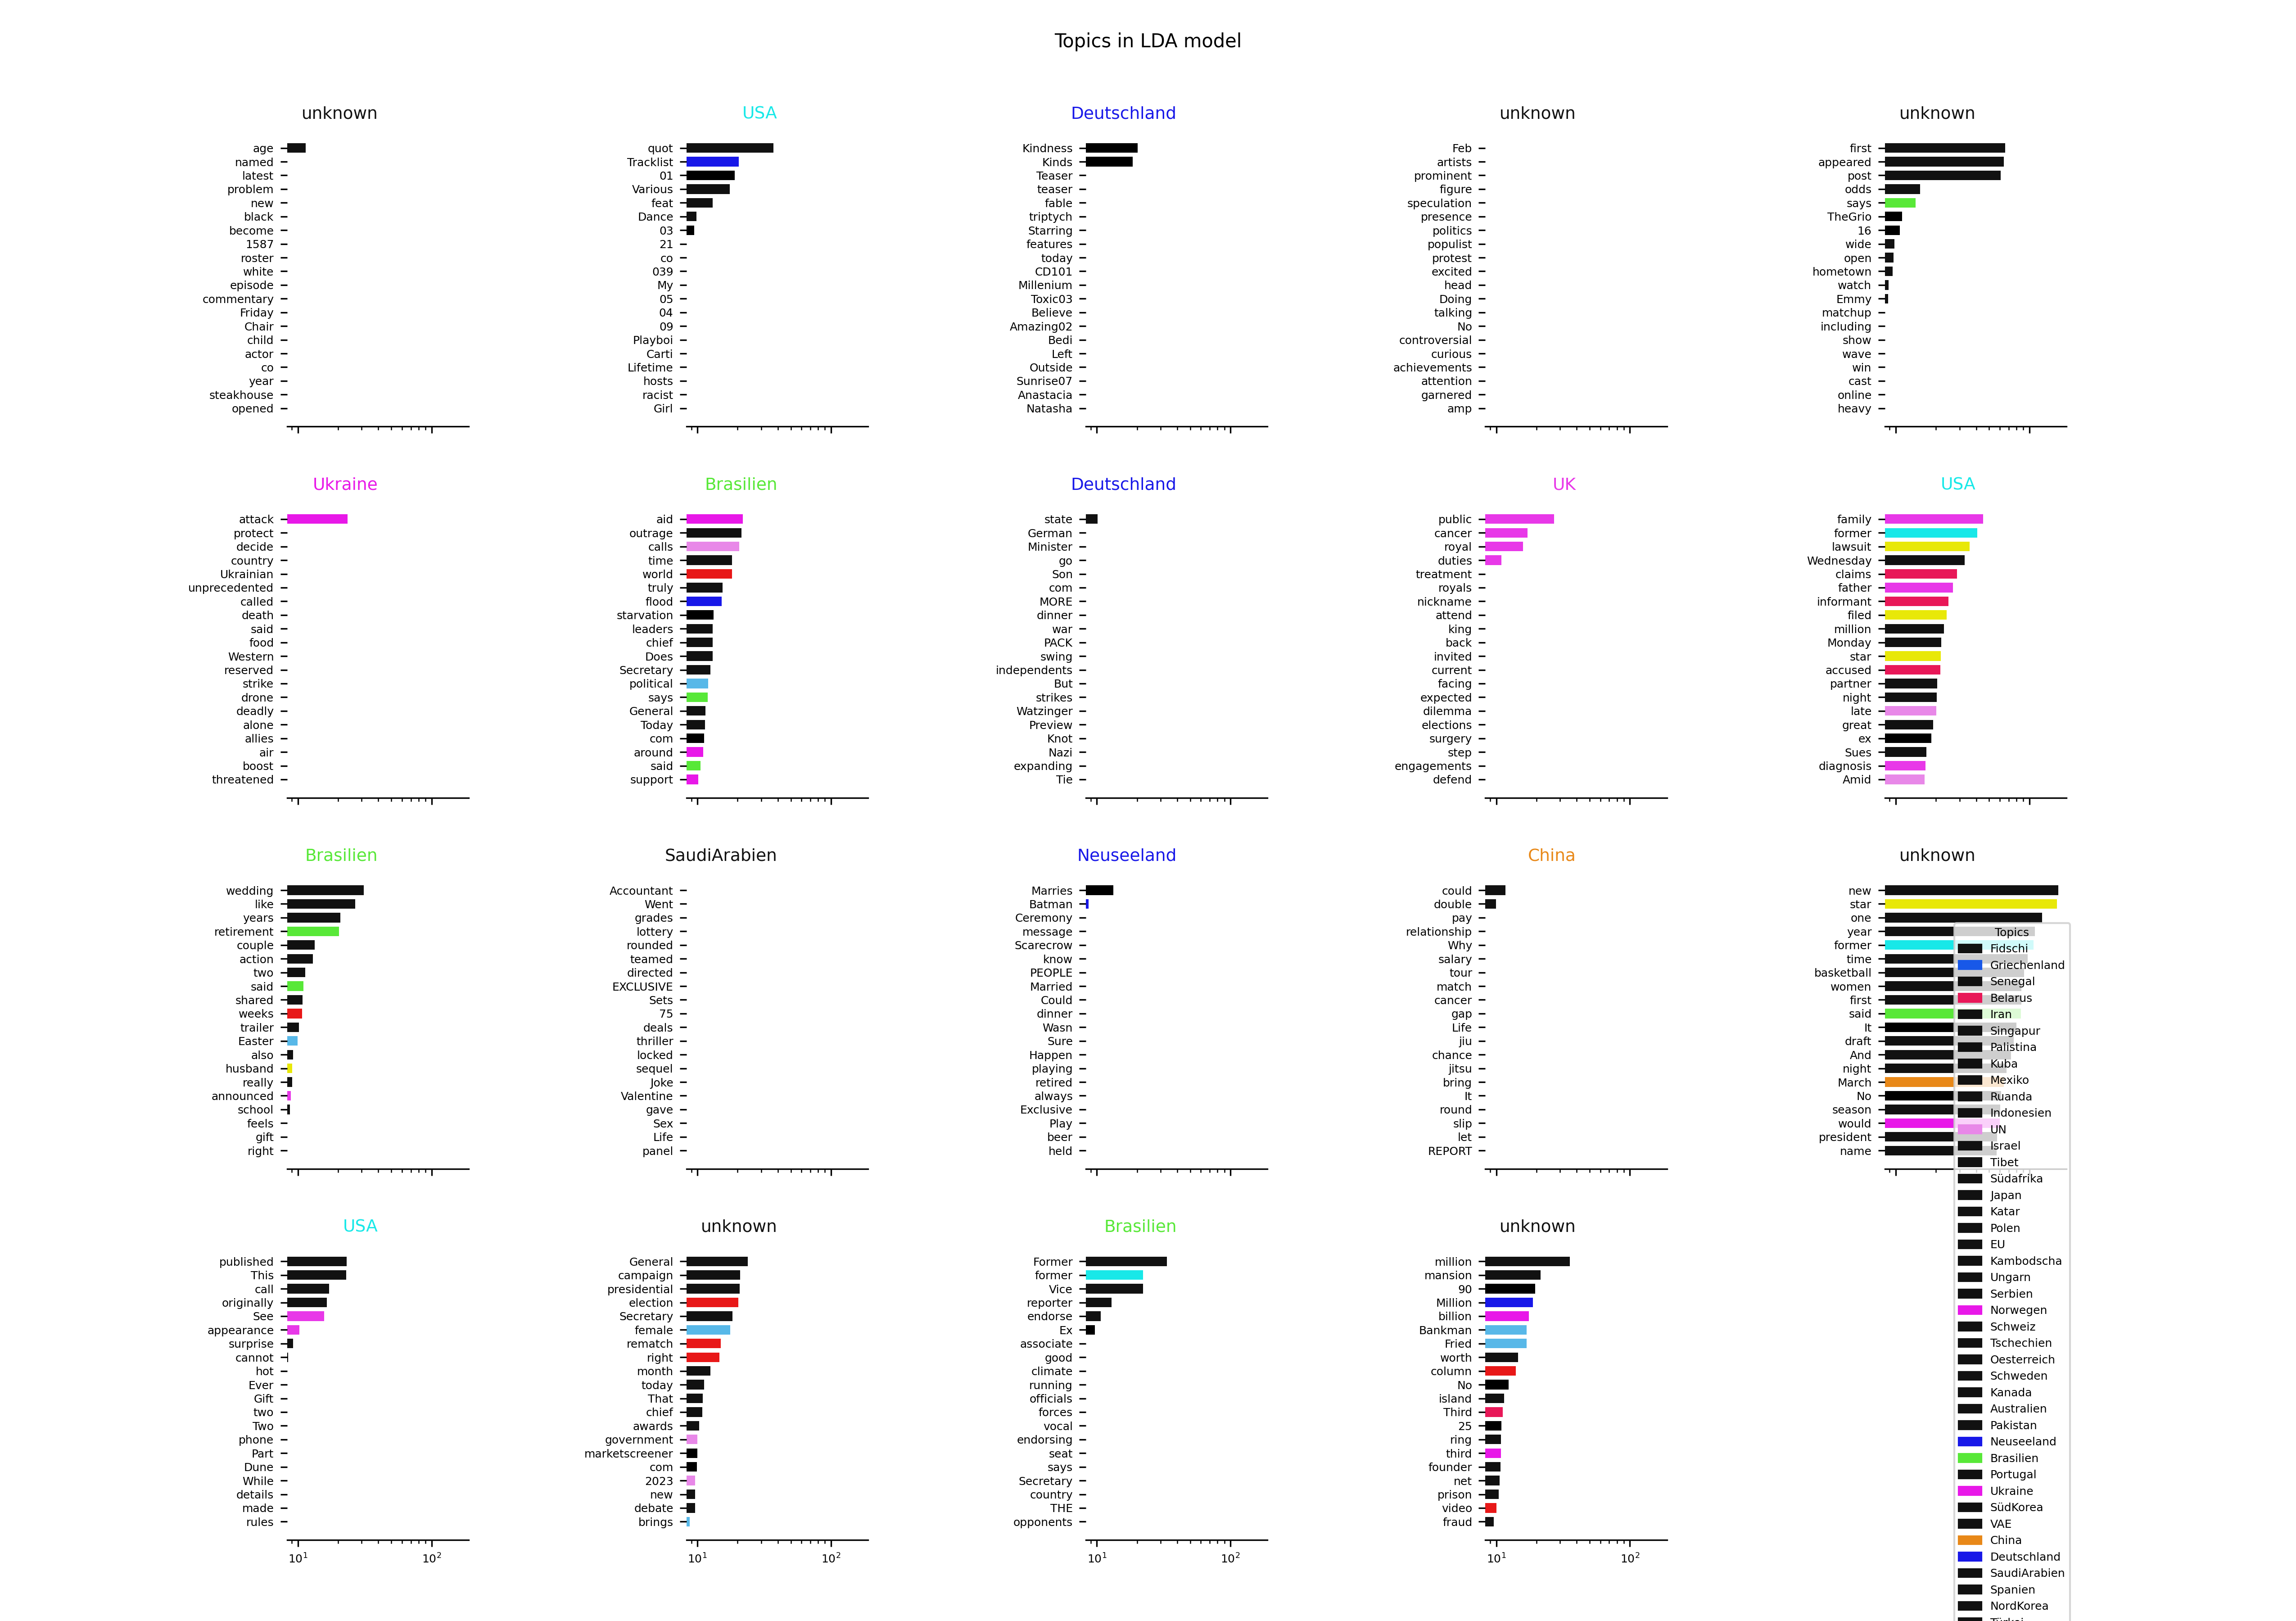 Topics in LDA model
unknown
age
named
latest
problem
new
black
become
1587
roster
white
episode
commentary
Friday
Chair
child
actor
co
year
steakhouse
opened
USA
quot
Tracklist
01
Various
feat
Dance
03
21
co
039
My
05
04
09
Playboi
Carti
Lifetime
hosts
racist
Girl
Deutschland
Kindness
Kinds
Teaser
teaser
fable
triptych
Starring
features
today
CD101
Millenium
Toxic03
Believe
Amazing02
Bedi
Left
Outside
Sunrise07
Anastacia
Natasha
unknown
Feb
artists
prominent
figure
speculation
presence
politics
populist
protest
excited
head
Doing
talking
No
controversial
curious
achievements
attention
garnered
amp
unknown
first
appeared
post
odds
says
TheGrio
16
wide
open
hometown
watch
Emmy
matchup
including
show
wave
win
cast
online
heavy
Ukraine
attack
protect
decide
country
Ukrainian
unprecedented
called
death
said
food
Western
reserved
strike
drone
deadly
alone
allies
air
boost
threatened
Brasilien
aid
outrage
calls
time
world
truly
flood
starvation
leaders
chief
Does
Secretary
political
says
General
Today
com
around
said
support
Deutschland
state
German
Minister
go
Son
com
MORE
dinner
war
PACK
swing
independents
But
strikes
Watzinger
Preview
Knot
Nazi
expanding
Tie
UK
public
cancer
royal
duties
treatment
royals
nickname
attend
king
back
invited
current
facing
expected
dilemma
elections
surgery
step
engagements
defend
USA
family
former
lawsuit
Wednesday
claims
father
informant
filed
million
Monday
star
accused
partner
night
late
great
ex
Sues
diagnosis
Amid
Brasilien
wedding
like
years
retirement
couple
action
two
said
shared
weeks
trailer
Easter
also
husband
really
announced
school
feels
gift
right
SaudiArabien
Accountant
Went
grades
lottery
rounded
teamed
directed
EXCLUSIVE
Sets
75
deals
thriller
locked
sequel
Joke
Valentine
gave
Sex
Life
panel
Neuseeland
Marries
Batman
Ceremony
message
Scarecrow
know
PEOPLE
Married
Could
dinner
Wasn
Sure
Happen
playing
retired
always
Exclusive
Play
beer
held
China
could
double
pay
relationship
Why
salary
tour
match
cancer
gap
Life
jiu
chance
jitsu
bring
It
round
slip
let
REPORT
unknown
new
star
one
year
former
time
basketball
women
first
said
It
draft
And
night
March
No
season
would
president
name
USA
published
This
call
originally
See
appearance
surprise
cannot
hot
Ever
Gift
two
Two
phone
Part
Dune
While
details
made
rules
10¹ 10²
unknown
General
campaign
presidential
election
Secretary
female
rematch
right
month
today
That
chief
awards
government
marketscreener
com
2023
new
debate
brings
10¹ 10²
Brasilien
Former
former
Vice
reporter
endorse
Ex
associate
good
climate
running
officials
forces
vocal
endorsing
seat
says
Secretary
country
THE
opponents
10¹ 10²
unknown
million
mansion
90
Million
billion
Bankman
Fried
worth
column
No
island
Third
25
ring
third
founder
net
prison
video
fraud
10¹ 10²
Topics
Fidschi
Griechenland
Senegal
Belarus
Iran
Singapur
Palistina
Kuba
Mexiko
Ruanda
Indonesien
UN
Israel
Tibet
Südafrika
Japan
Katar
Polen
EU
Kambodscha
Ungarn
Serbien
Norwegen
Schweiz
Tschechien
Oesterreich
Schweden
Kanada
Australien
Pakistan
Neuseeland
Brasilien
Portugal
Ukraine
SüdKorea
VAE
China
Deutschland
SaudiArabien
Spanien
NordKorea